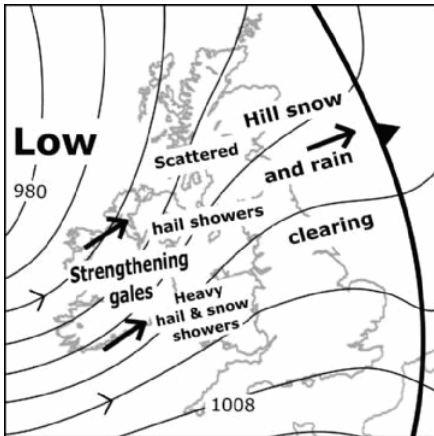 Hill snow
Low
Scattered
and rain
980
hail showers
clearing
Strengthening
gales
Heavy
hail & snow
showers
1008